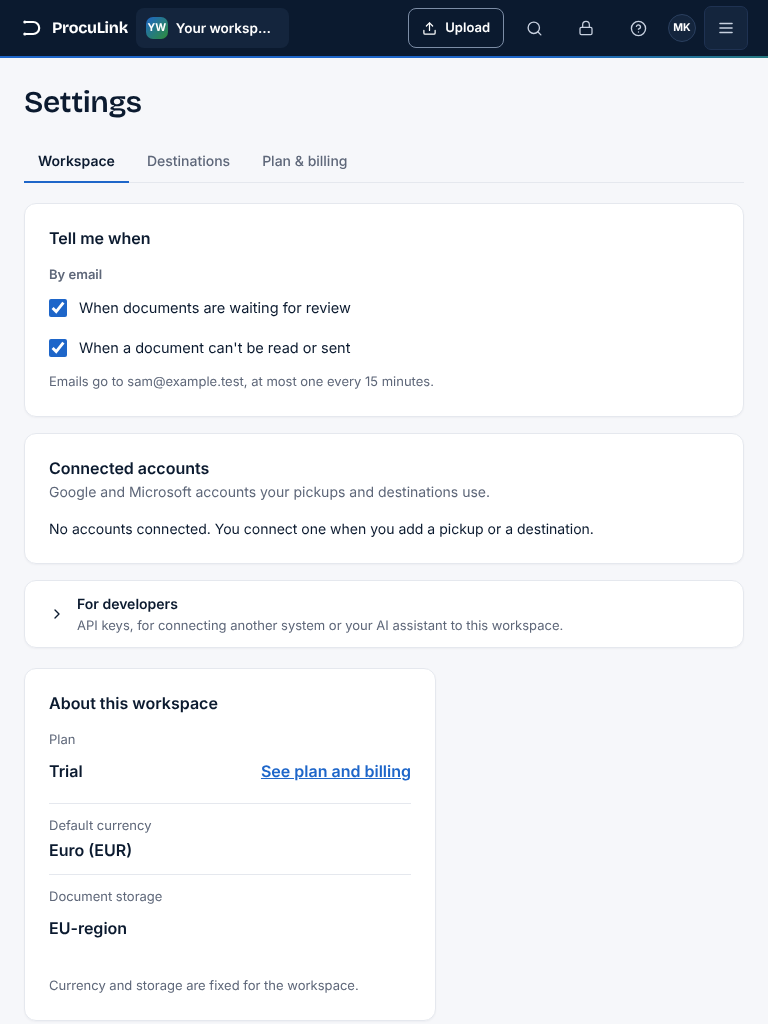 ProcuLink
YW
Your worksp...
Upload
MK
Settings
Workspace
Destinations
Plan & billing
Tell me when
By email
When documents are waiting for review
When a document can't be read or sent
Emails go to sam@example.test, at most one every 15 minutes.
Connected accounts
Google and Microsoft accounts your pickups and destinations use.
No accounts connected. You connect one when you add a pickup or a destination.
For developers
API keys, for connecting another system or your AI assistant to this workspace.
About this workspace
Plan
Trial
See plan and billing
Default currency
Euro (EUR)
Document storage
EU-region
Currency and storage are fixed for the workspace.